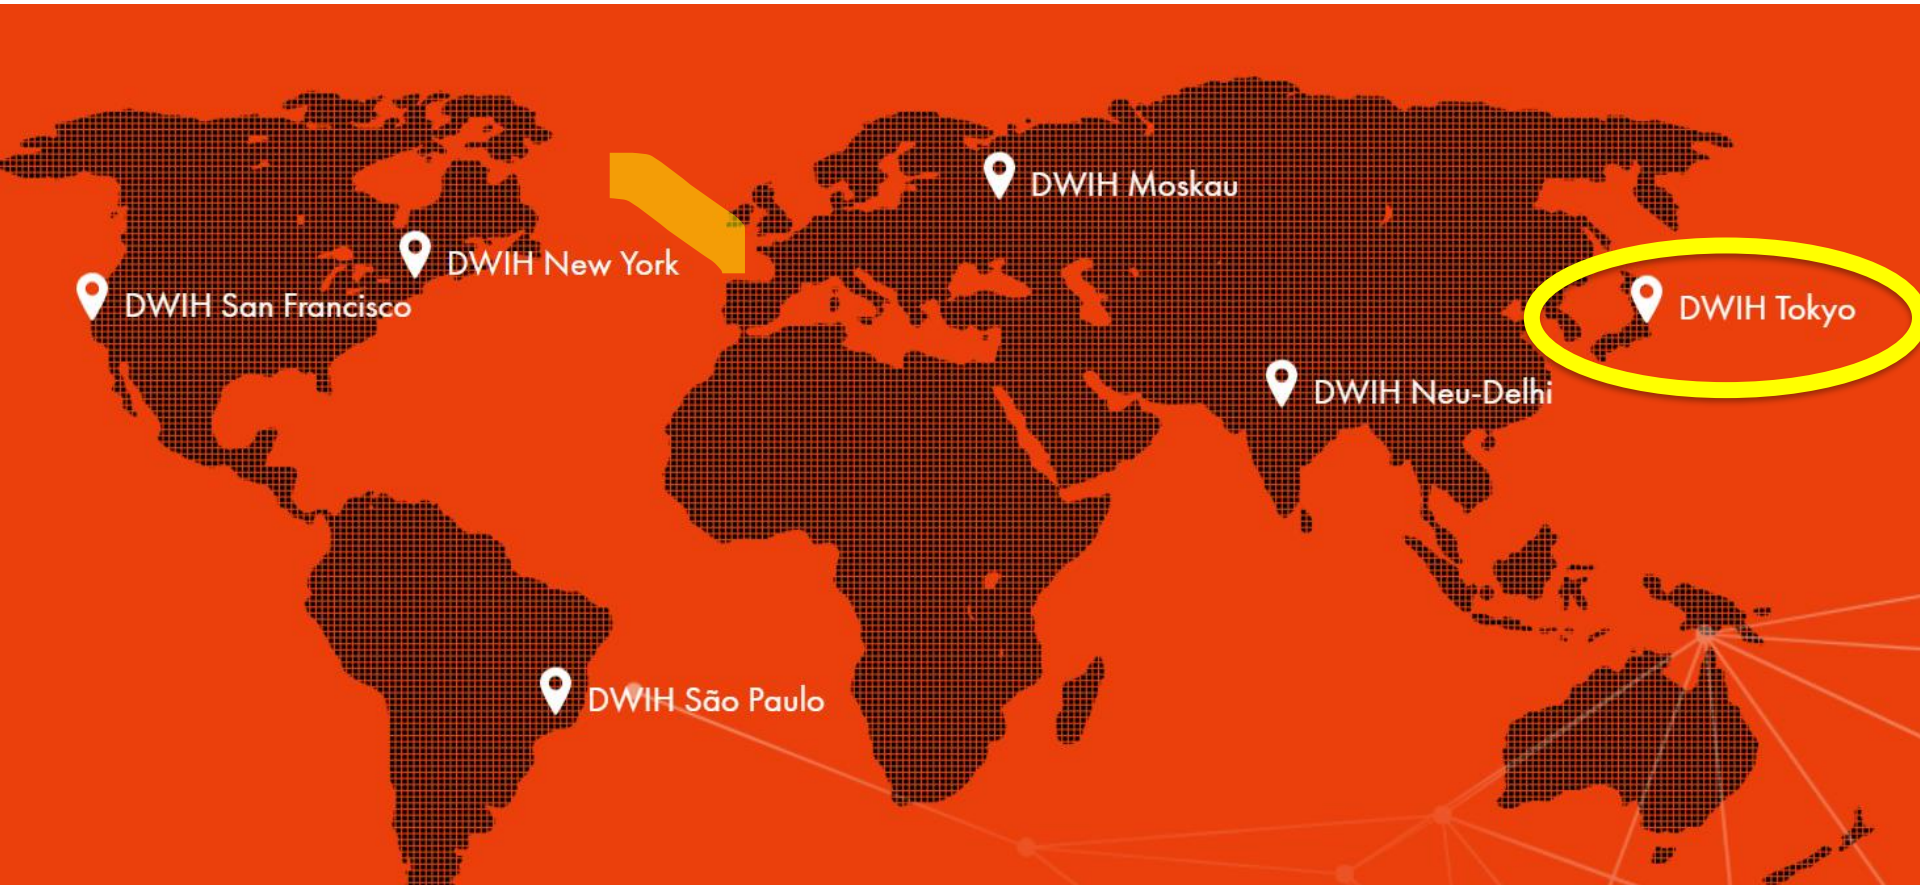 DWIH Moskau
DWIH New York
DWIH San Francisco
DWIH Tokyo
DWIH Neu-Delhi
DWIH São Paulo